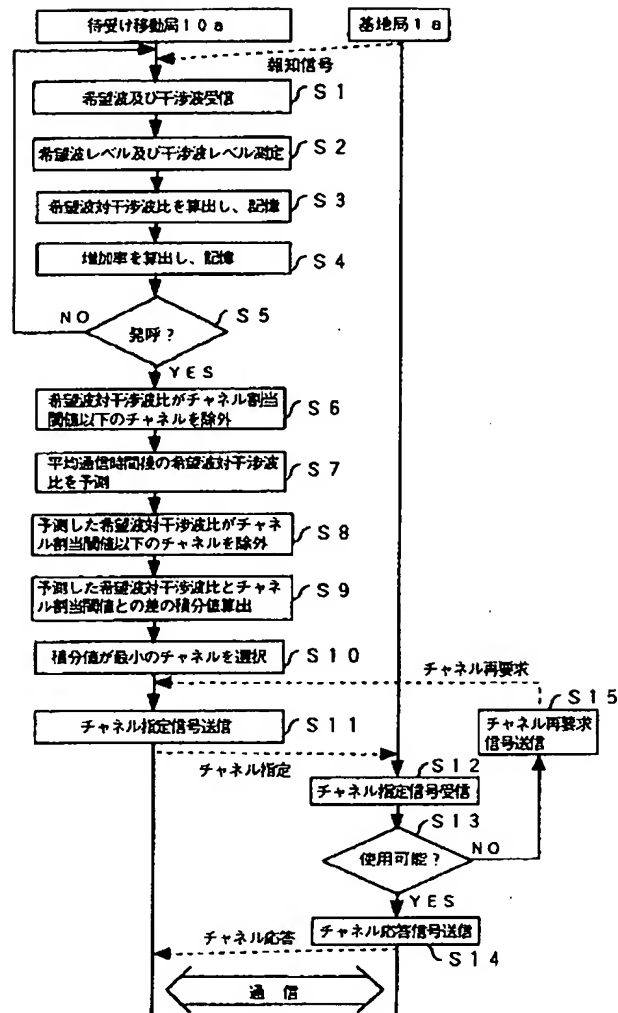 待受け移動局10a
基地局1a
報知信号
希望波及び干渉波受信
S1
希望波レベル及び干渉波レベル測定
S2
希望波対干渉波比を算出し、記憶
S3
増加率を算出し、記憶
S4
発呼?
S5
NO
YES
希望波対干渉波比がチャネル割当
閾値以下のチャネルを除外
S6
平均通信時間後の希望波対干渉波
比を予測
S7
予測した希望波対干渉波比がチャネ
ル割当閾値以下のチャネルを除外
S8
予測した希望波対干渉波比とチャネ
ル割当閾値との差の積分値算出
S9
積分値が最小のチャネルを選択
S10
チャネル再要求
S15
チャネル指定信号送信
S11
チャネル再要求
信号送信
チャネル指定
S12
チャネル指定信号受信
S13
使用可能?
NO
YES
チャネル応答
チャネル応答信号送信
S14
通信